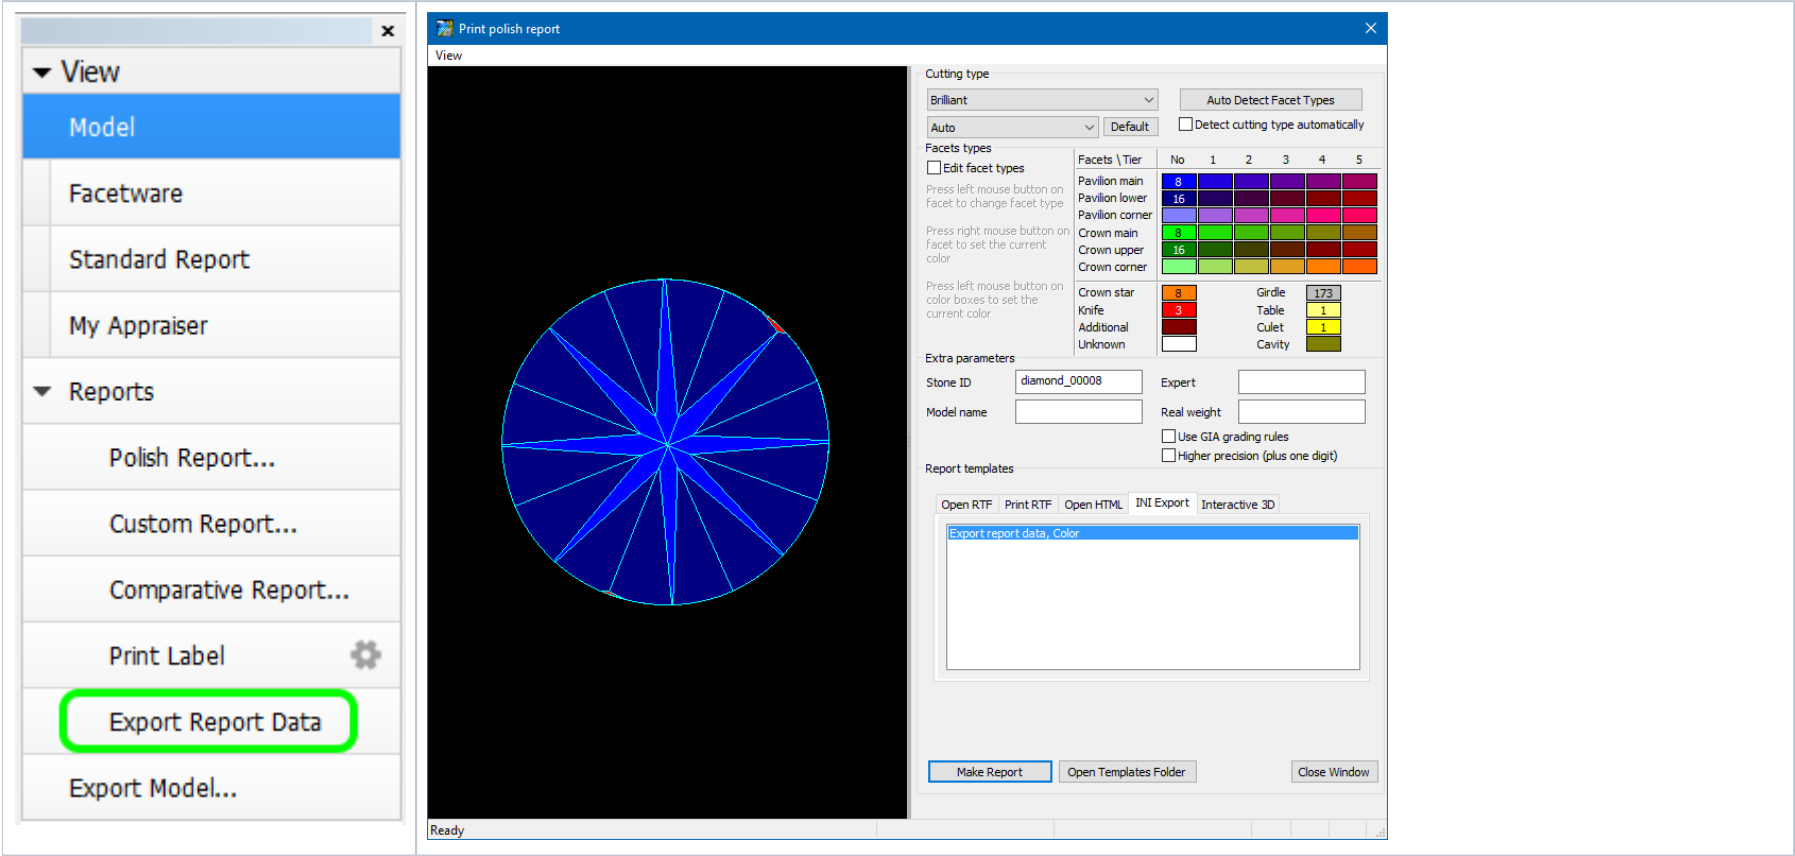 View
Model
Facetware
Standard Report
My Appraiser
Reports
Polish Report...
Custom Report...
Comparative Report...
Print Label
Export Report Data
Export Model...
Print polish report
View
Cutting type
Brilliant
Auto Detect Facet Types
Auto
Default
Detect cutting type automatically
Facets types
Edit facet types
Press left mouse button on
facet to change facet type
Press right mouse button on
facet to set the current
color
Press left mouse button on
color boxes to set the
current color
Facets \ Tier No 1 2 3 4 5
Pavilion main 8
Pavilion lower 16
Pavilion corner
Crown main 8
Crown upper 16
Crown corner
Crown star 8 Girdle 173
Knife 3 Table 1
Additional Culet 1
Unknown Cavity
Extra parameters
Stone ID diamond_00008 Expert
Model name Real weight
Use GIA grading rules
Higher precision (plus one digit)
Report templates
Open RTF Print RTF Open HTML INI Export Interactive 3D
Export report data, Color
Make Report Open Templates Folder Close Window
Ready